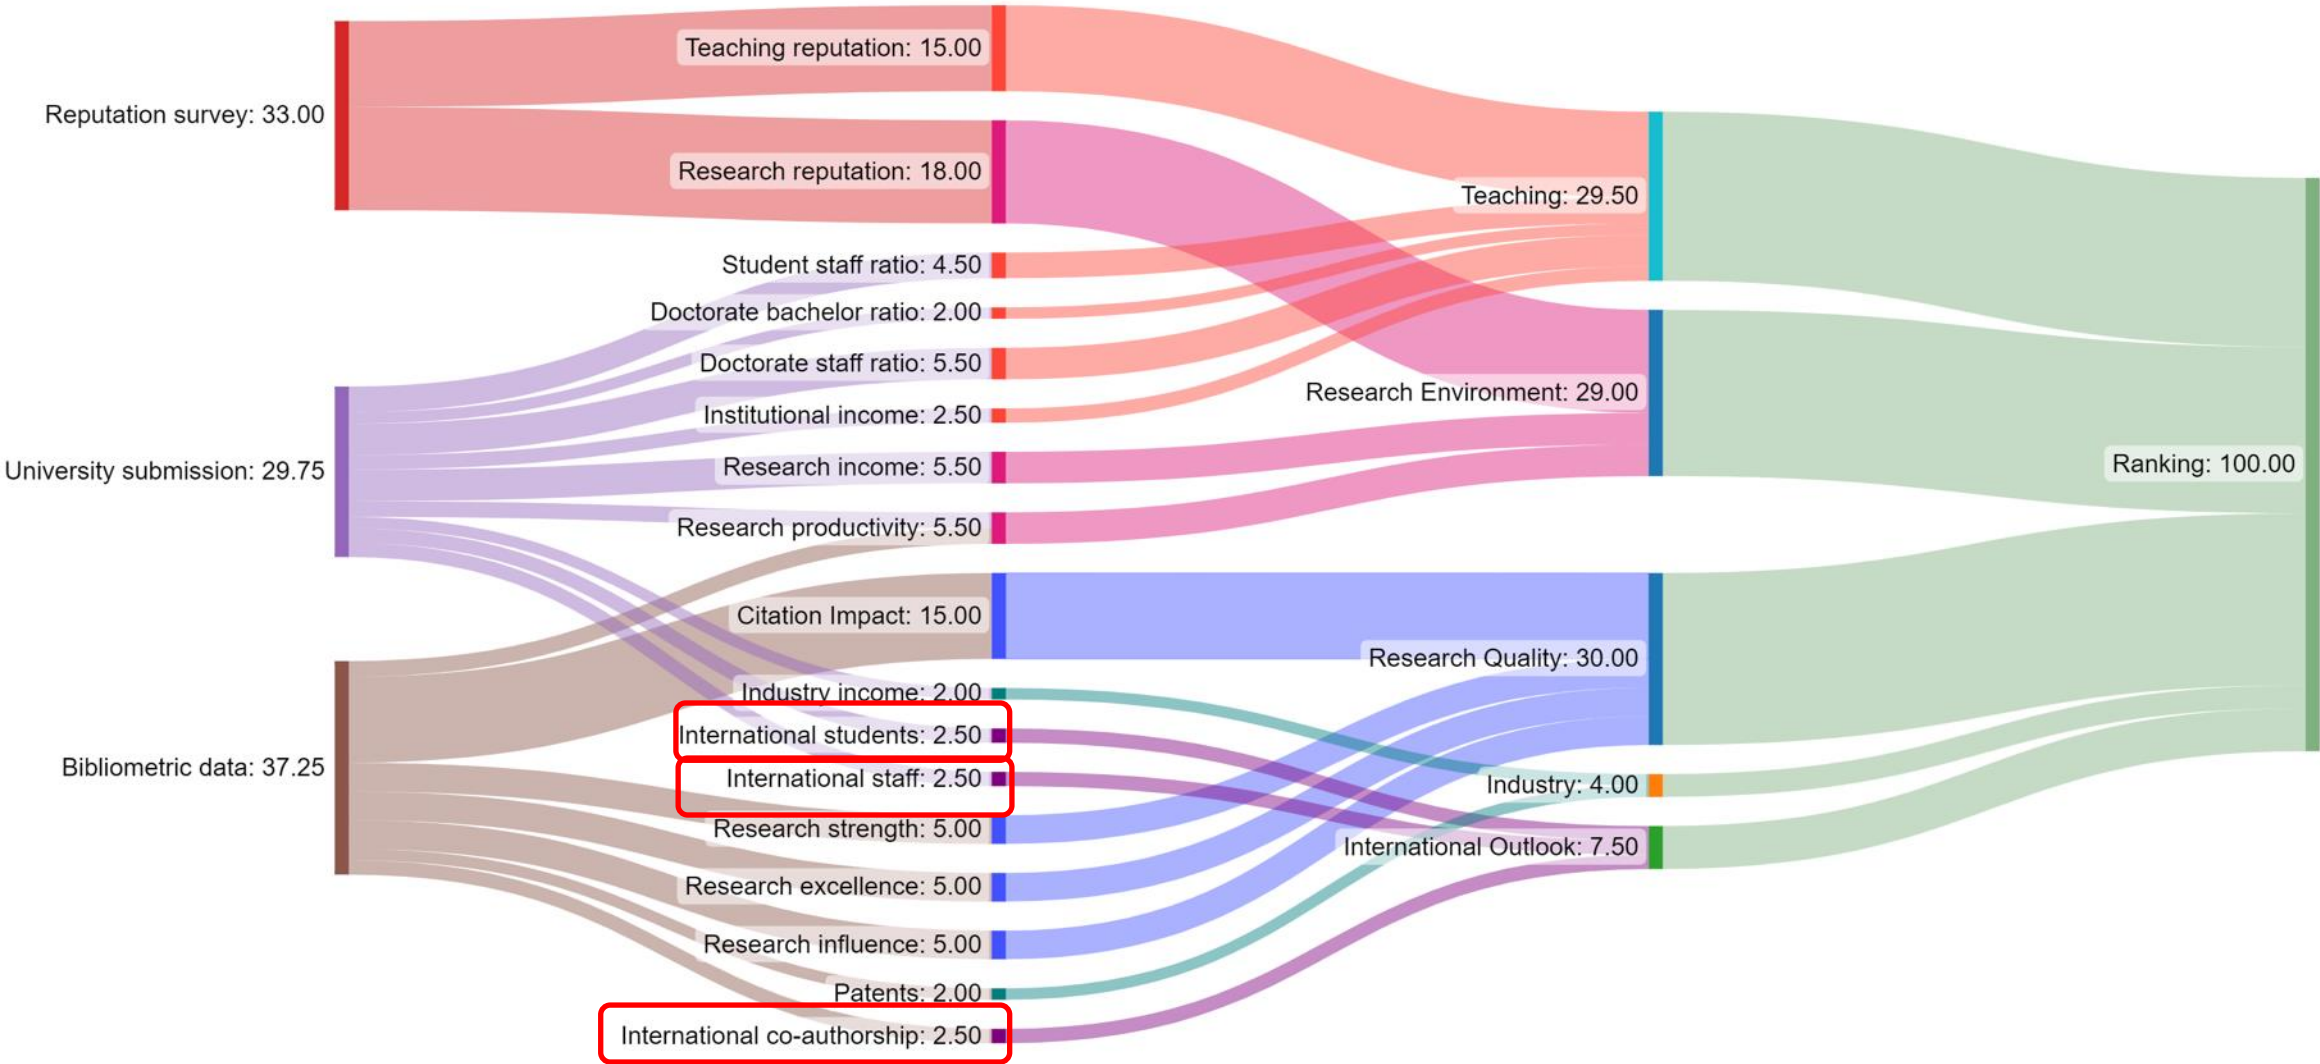 Reputation survey: 33.00
University submission: 29.75
Bibliometric data: 37.25
Teaching reputation: 15.00
Research reputation: 18.00
Student staff ratio: 4.50
Doctorate bachelor ratio: 2.00
Doctorate staff ratio: 5.50
Institutional income: 2.50
Research income: 5.50
Research productivity: 5.50
Citation Impact: 15.00
Industry income: 2.00
International students: 2.50
International staff: 2.50
Research strength: 5.00
Research excellence: 5.00
Research influence: 5.00
Patents: 2.00
International co-authorship: 2.50
Teaching: 29.50
Research Environment: 29.00
Research Quality: 30.00
Industry: 4.00
International Outlook: 7.50
Ranking: 100.00